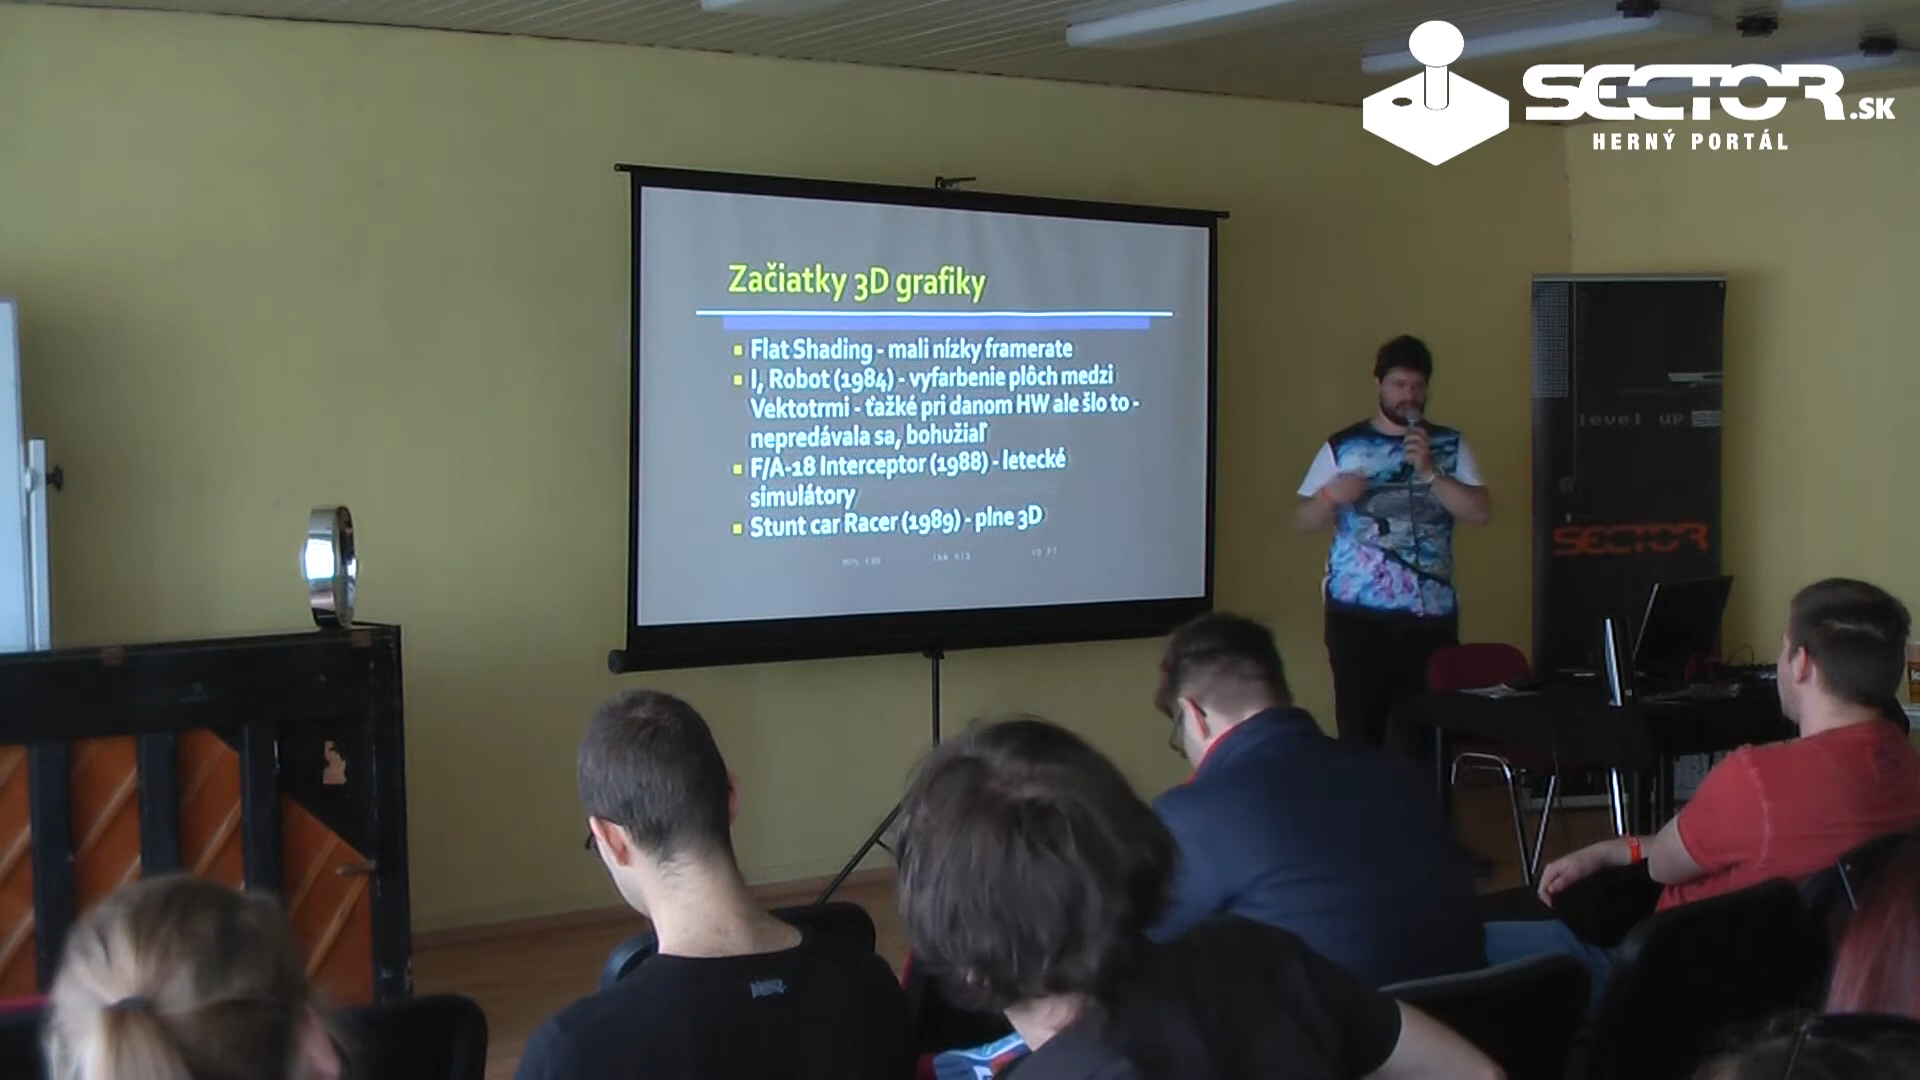 SECTOR.SK
HERNÝ PORTÁL
Začiatky 3D grafiky
Flat Shading - mali nízky framerate
I, Robot (1984) - vyfarbenie plôch medzi
Vektotrmi - ťažké pri danom HW ale šlo to -
nepredávala sa, bohužiaľ
F/A-18 Interceptor (1988) - letecké
simulátory
Stunt car Racer (1989) - plne 3D
level up
SECTOR